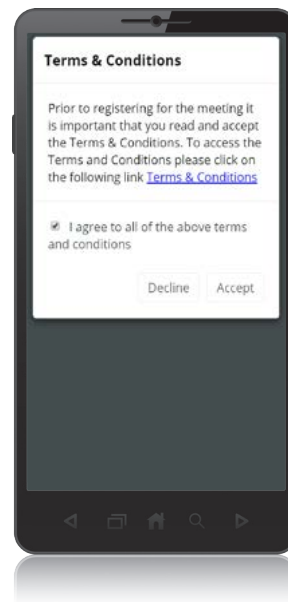 Terms & Conditions
Prior to registering for the meeting it
is important that you read and accept
the Terms & Conditions. To access the
Terms and Conditions please click on
the following link Terms & Conditions
I agree to all of the above terms
and conditions
Decline Accept